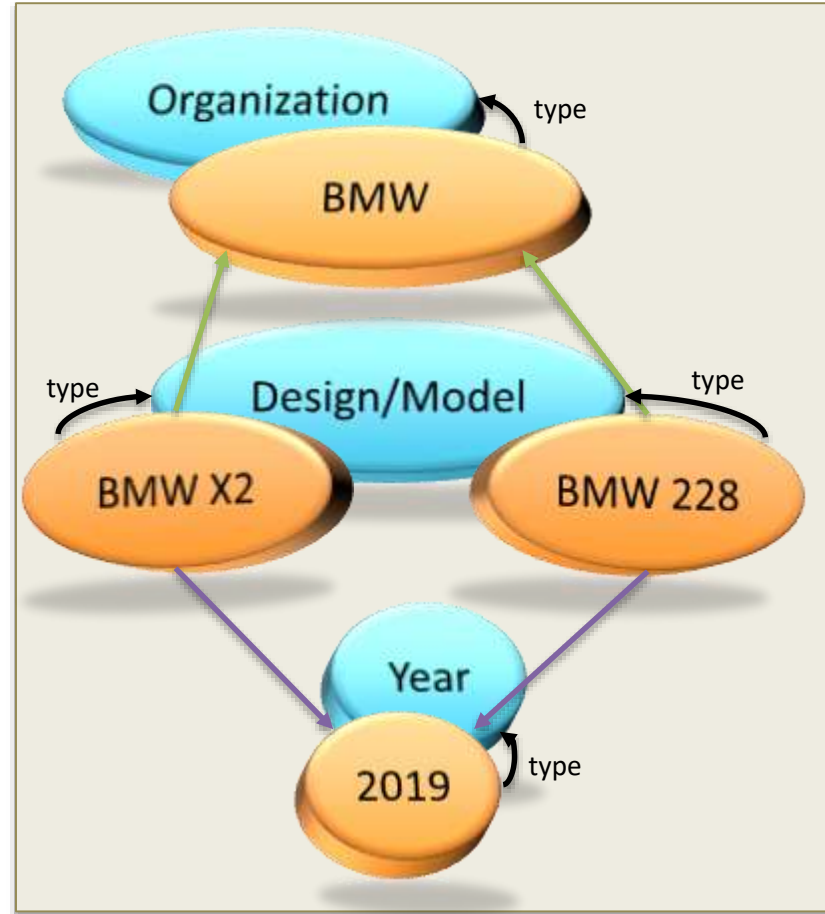 Organization
type
BMW
Design/Model
type
type
BMW X2
BMW 228
Year
2019
type